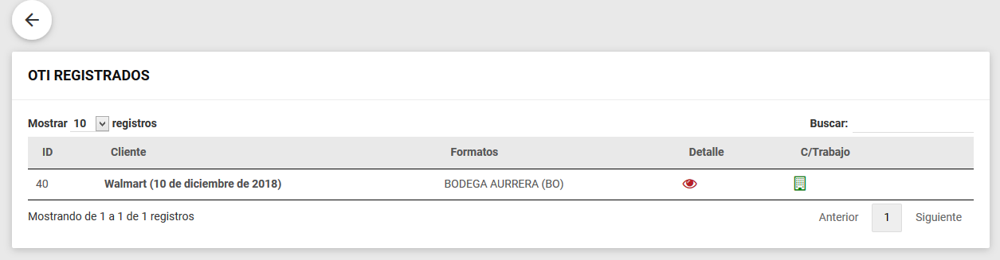 OTI REGISTRADOS
Mostrar 10 registros Buscar:
ID Cliente Formatos Detalle C/Trabajo
40 Walmart (10 de diciembre de 2018) BODEGA AURRERA (BO)
Mostrando de 1 a 1 de 1 registros Anterior 1 Siguiente